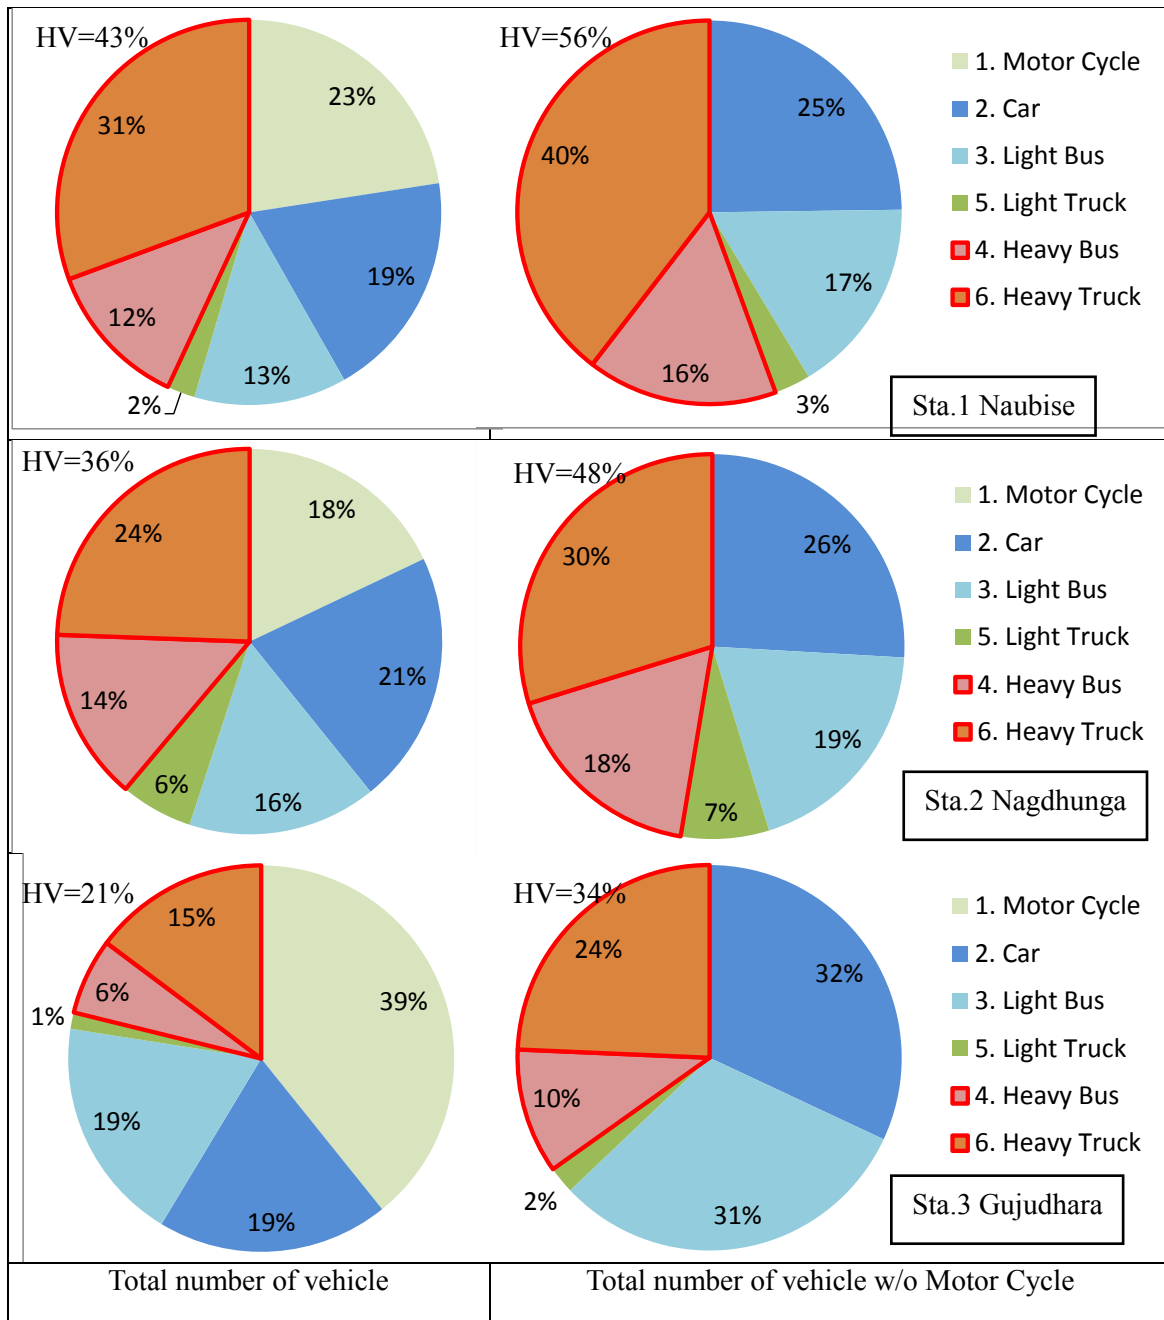 HV=43%
23%
19%
13%
2%
12%
31%
HV=56%
25%
17%
3%
16%
40%
1. Motor Cycle
2. Car
3. Light Bus
5. Light Truck
4. Heavy Bus
6. Heavy Truck
Sta.1 Naubise
HV=36%
18%
21%
16%
6%
14%
24%
HV=48%
26%
19%
7%
18%
30%
1. Motor Cycle
2. Car
3. Light Bus
5. Light Truck
4. Heavy Bus
6. Heavy Truck
Sta.2 Nagdhunga
HV=21%
39%
19%
19%
1%
6%
15%
HV=34%
32%
31%
2%
10%
24%
1. Motor Cycle
2. Car
3. Light Bus
5. Light Truck
4. Heavy Bus
6. Heavy Truck
Sta.3 Gujudhara
Total number of vehicle
Total number of vehicle w/o Motor Cycle